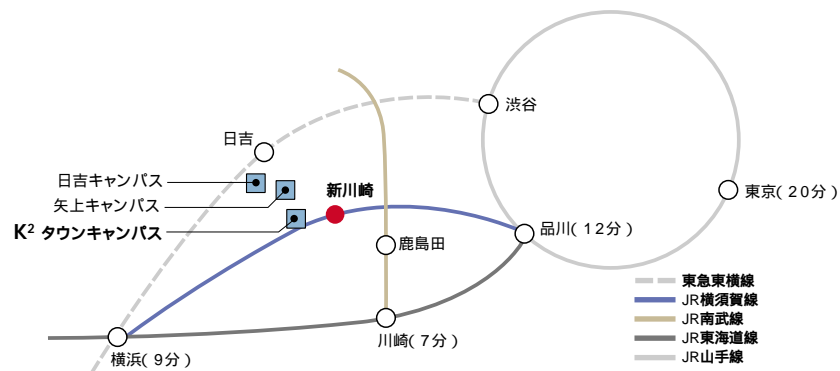 渋谷
日吉
日吉キャンパス
矢上キャンパス
K² タウンキャンパス
新川崎
東京(20分)
品川(12分)
鹿島田
川崎(7分)
横浜(9分)
東急東横線
JR横須賀線
JR南武線
JR東海道線
JR山手線